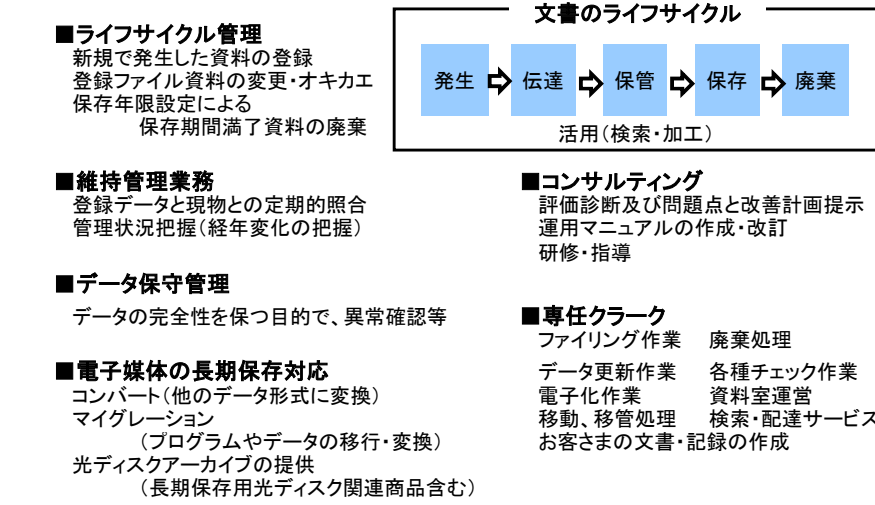 ■ライフサイクル管理
新規で発生した資料の登録
登録ファイル資料の変更・オキカエ
保存年限設定による
保存期間満了資料の廃棄
文書のライフサイクル
発生 ⇨ 伝達 ⇨ 保管 ⇨ 保存 ⇨ 廃棄
活用(検索・加工)
■維持管理業務
登録データと現物との定期的照合
管理状況把握(経年変化の把握)
■データ保守管理
データの完全性を保つ目的で、異常確認等
■電子媒体の長期保存対応
コンバート(他のデータ形式に変換)
マイグレーション
(プログラムやデータの移行・変換)
光ディスクアーカイブの提供
(長期保存用光ディスク関連商品含む)
■コンサルティング
評価診断及び問題点と改善計画提示
運用マニュアルの作成・改訂
研修・指導
■専任クラーク
ファイリング作業 廃棄処理
データ更新作業 各種チェック作業
電子化作業 資料室運営
移動、移管処理 検索・配達サービス
お客さまの文書・記録の作成